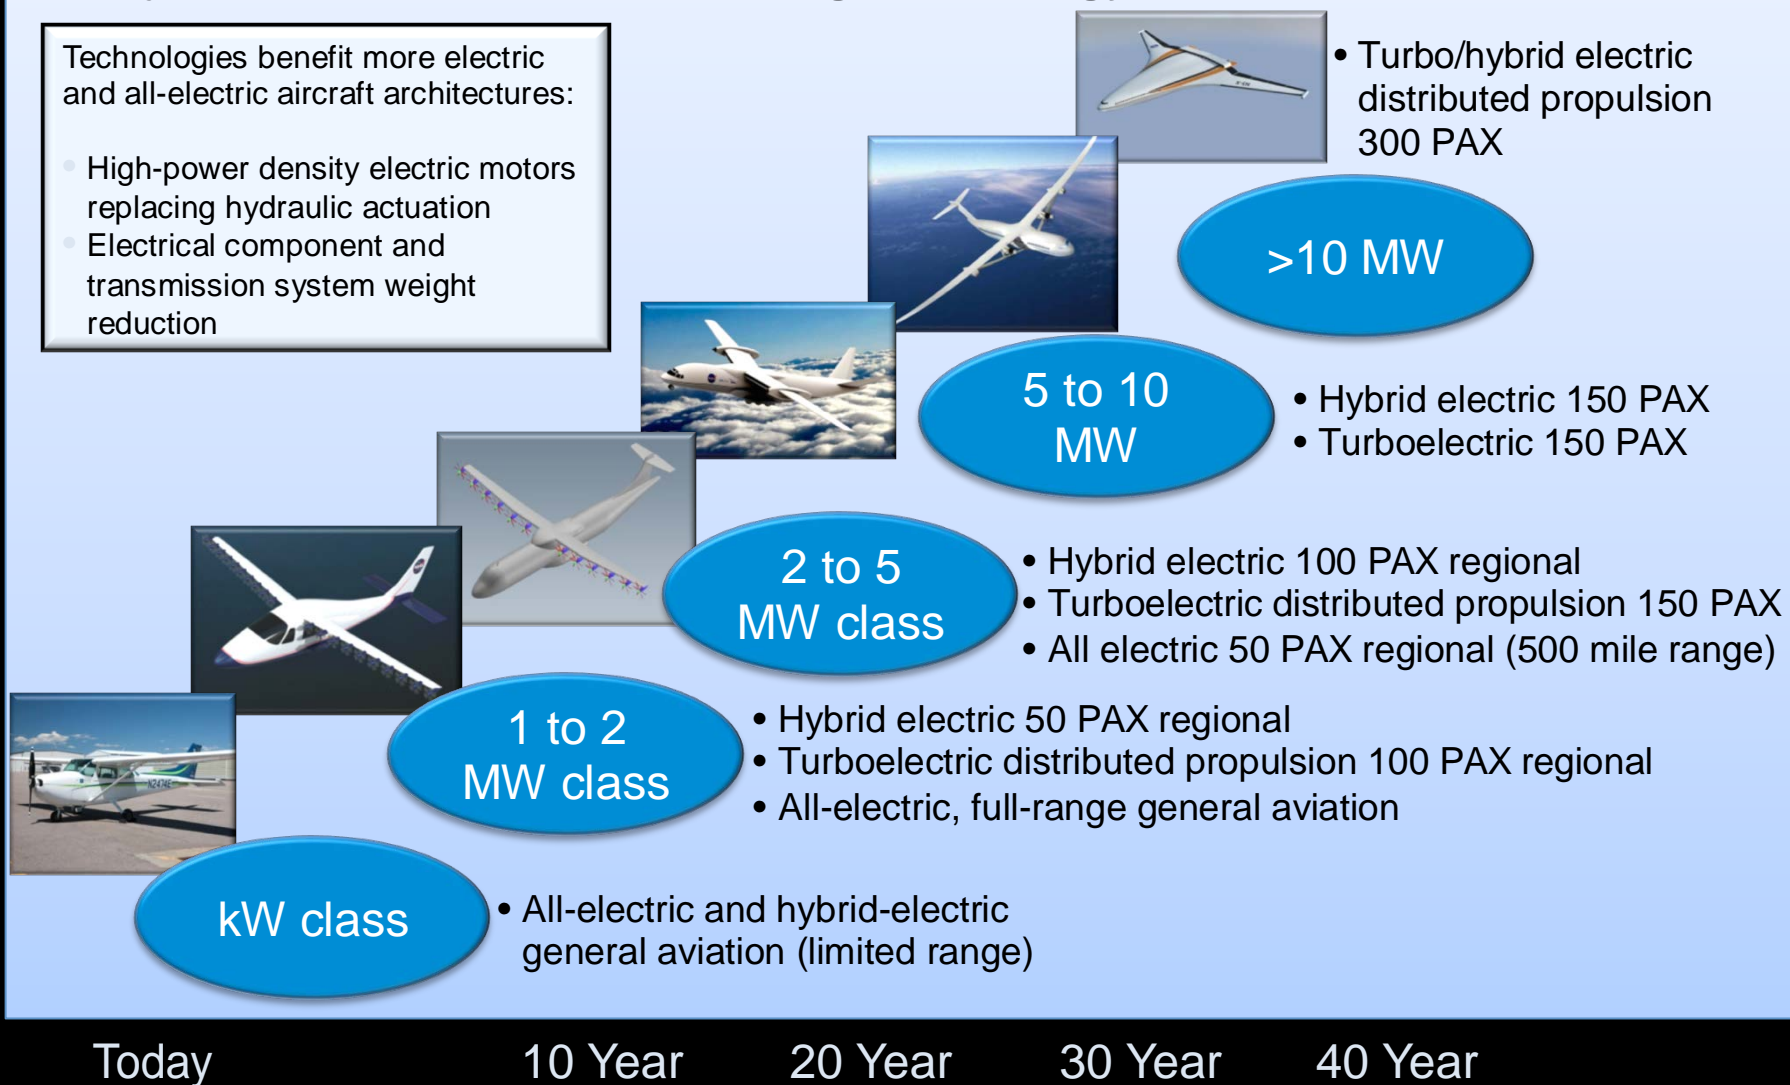 Technologies benefit more electric
and all-electric aircraft architectures:
• High-power density electric motors
replacing hydraulic actuation
• Electrical component and
transmission system weight
reduction
• Turbo/hybrid electric
distributed propulsion
300 PAX
>10 MW
5 to 10
MW
• Hybrid electric 150 PAX
• Turboelectric 150 PAX
2 to 5
MW class
• Hybrid electric 100 PAX regional
• Turboelectric distributed propulsion 150 PAX
• All electric 50 PAX regional (500 mile range)
1 to 2
MW class
• Hybrid electric 50 PAX regional
• Turboelectric distributed propulsion 100 PAX regional
• All-electric, full-range general aviation
kW class
• All-electric and hybrid-electric
general aviation (limited range)
Today 10 Year 20 Year 30 Year 40 Year